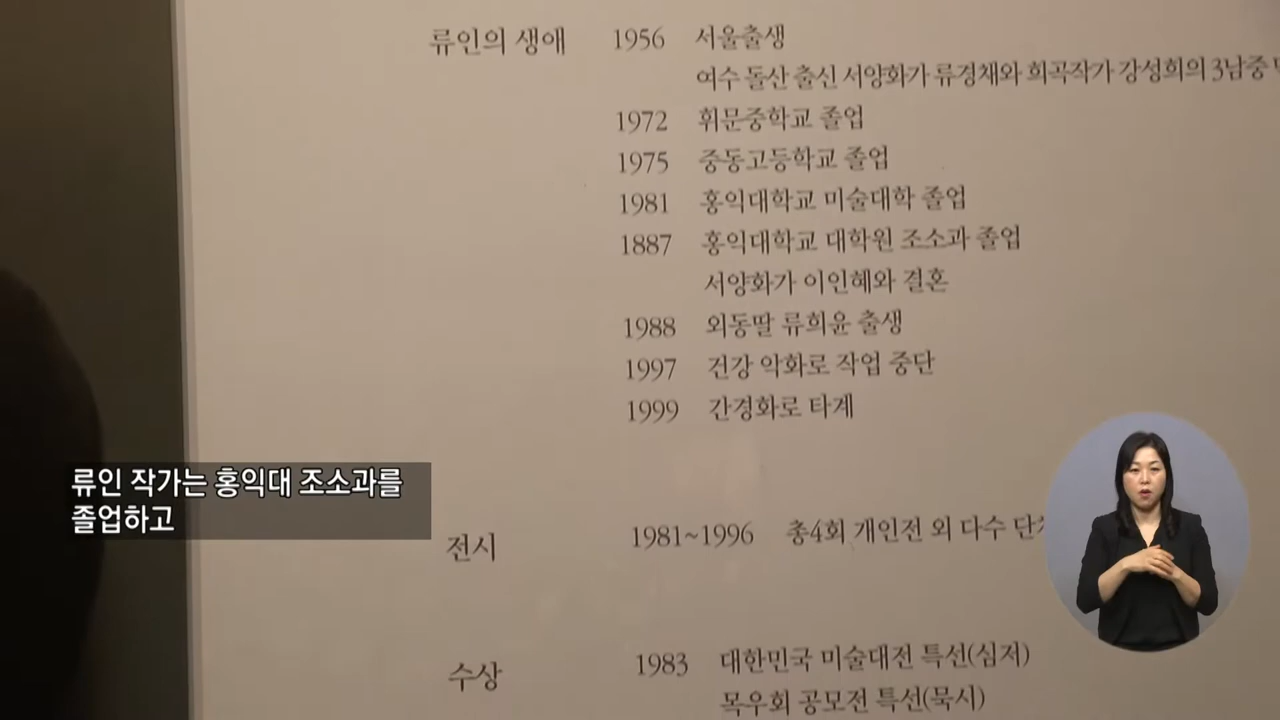 류인의 생애 1956 서울출생
여수 돌산 출신 서양화가 류경채와 희곡작가 강성희의 3남중
1972 휘문중학교 졸업
1975 중동고등학교 졸업
1981 홍익대학교 미술대학 졸업
1887 홍익대학교 대학원 조소과 졸업
서양화가 이인혜와 결혼
1988 외동딸 류희윤 출생
1997 건강 악화로 작업 중단
1999 간경화로 타계
류인 작가는 홍익대 조소과를
졸업하고
전시 1981~1996 총4회 개인전 외 다수
수상 1983 대한민국 미술대전 특선(심저)
목우회 공모전 특선(묵시)